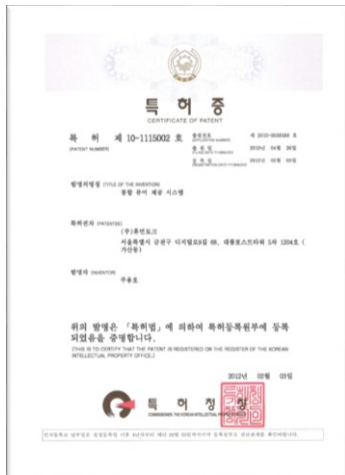 특허증
CERTIFICATE OF PATENT
특 허 제 10-1115002 호
(PATENT NUMBER)
발명의명칭 (TITLE OF THE INVENTION)
통합 유머 제공 시스템
특허권자 (PATENTEE)
(주)휴먼토크
서울특별시 금천구 디지털로9길 68, 대륭포스트타워 5차 1204호 (
가산동)
발명자 (INVENTOR)
위의 발명은 「특허법」에 의하여 특허등록원부에 등록
되었음을 증명합니다.
(THIS IS TO CERTIFY THAT THE PATENT IS REGISTERED ON THE REGISTER OF THE KOREAN
INTELLECTUAL PROPERTY OFFICE.)
2012년 02월 03일
특 허 청 장
COMMISSIONER, THE KOREAN INTELLECTUAL